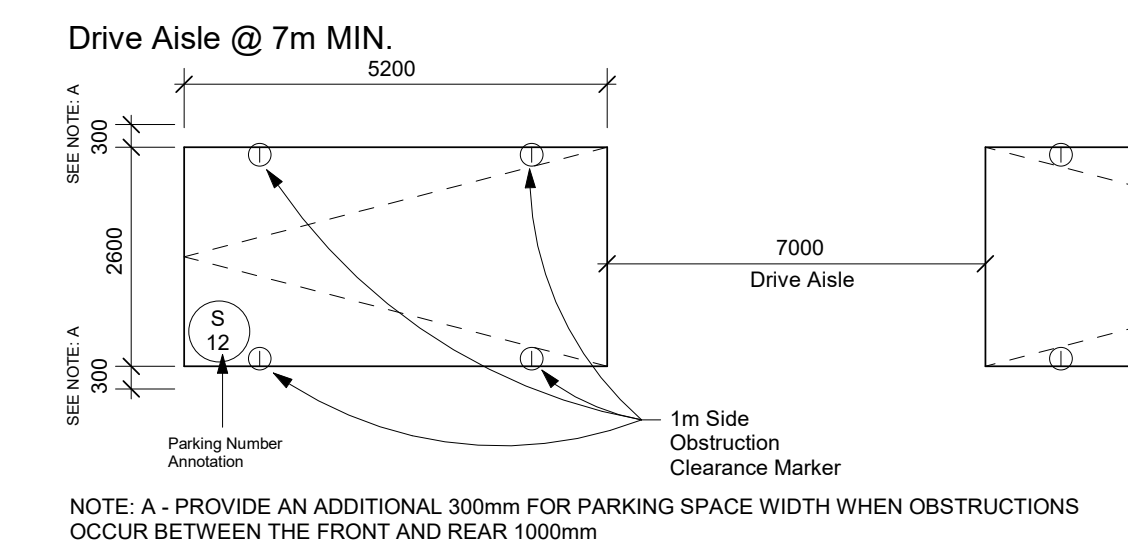 Drive Aisle @ 7m MIN.
5200
SEE NOTE: A
300
2600
7000
Drive Aisle
S
12
SEE NOTE: A
300
1m Side
Obstruction
Clearance Marker
Parking Number
Annotation
NOTE: A - PROVIDE AN ADDITIONAL 300mm FOR PARKING SPACE WIDTH WHEN OBSTRUCTIONS
OCCUR BETWEEN THE FRONT AND REAR 1000mm